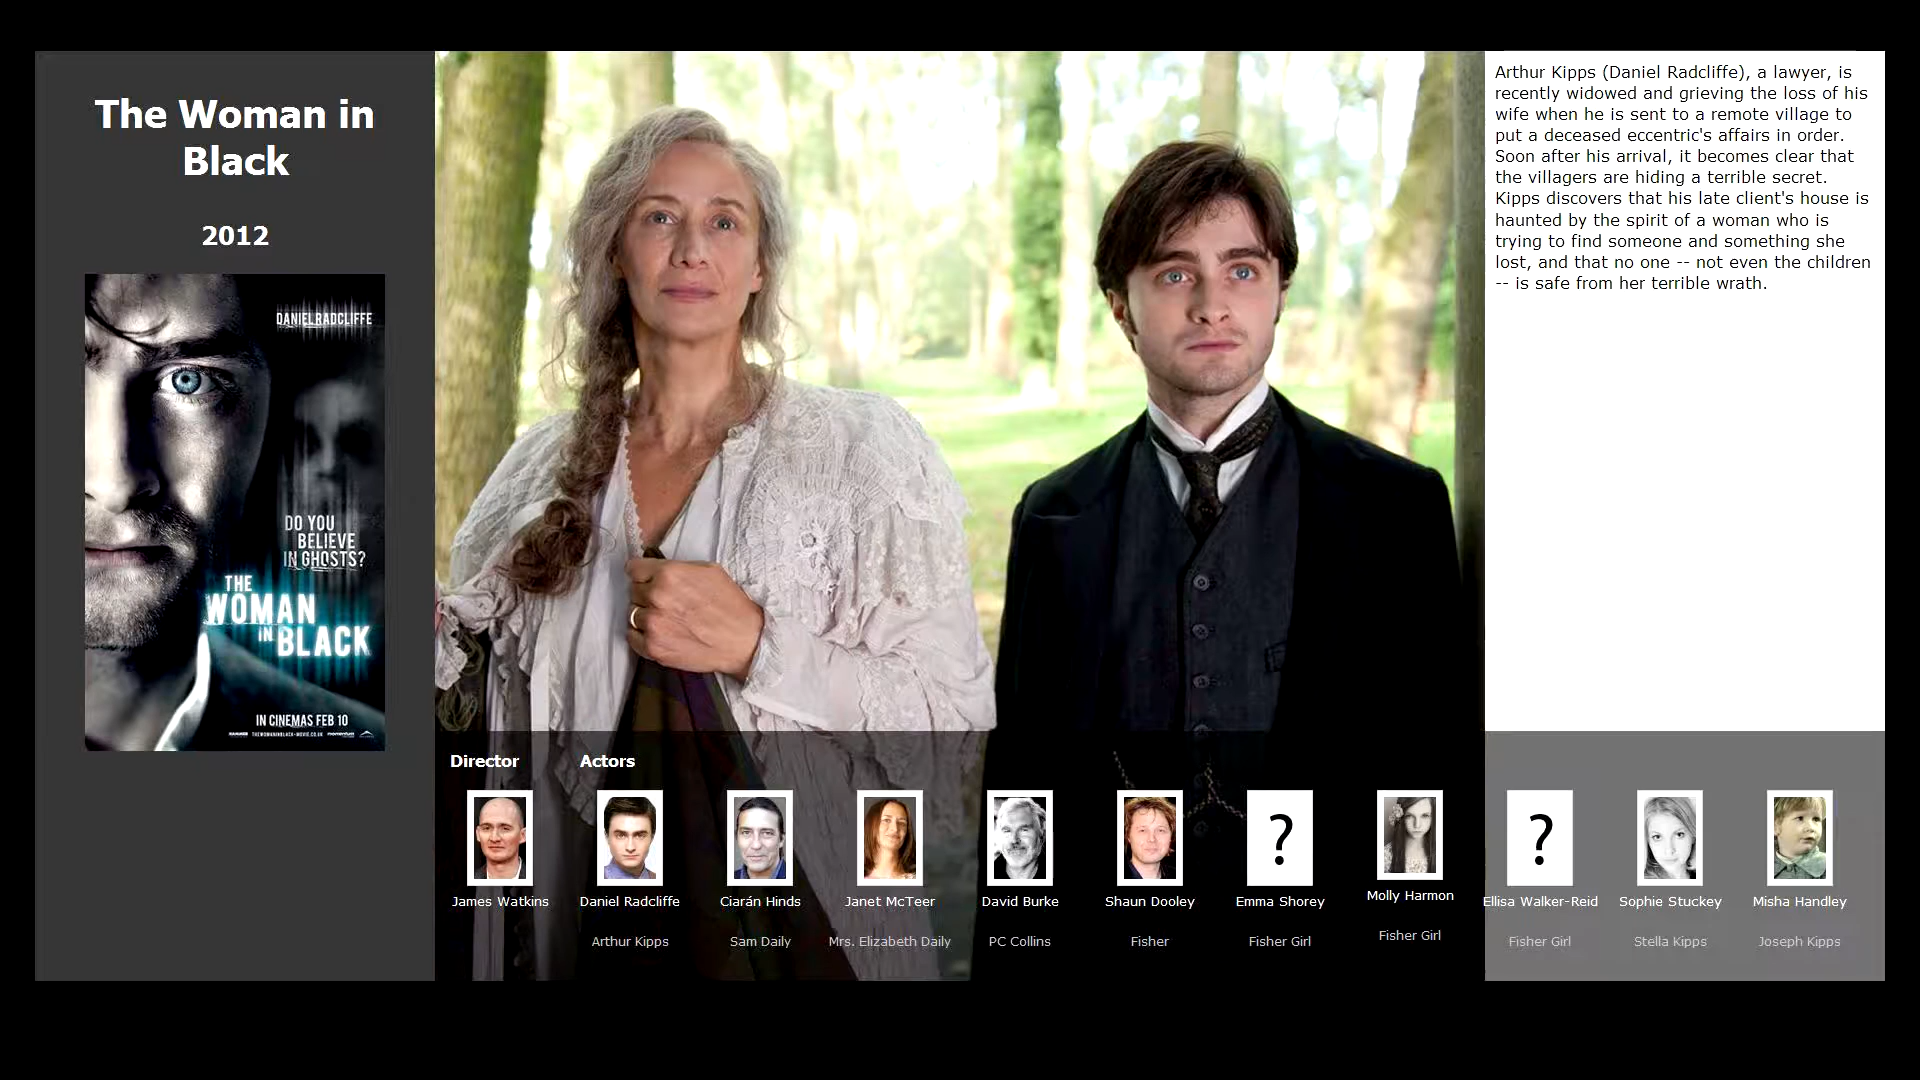 The Woman in
Black
2012
DANIEL RADCLIFFE
DO YOU
BELIEVE
IN GHOSTS?
THE
WOMAN
IN BLACK
IN CINEMAS FEB 10
THEWOMANINBLACK-MOVIE.CO.UK
momentum
Arthur Kipps (Daniel Radcliffe), a lawyer, is
recently widowed and grieving the loss of his
wife when he is sent to a remote village to
put a deceased eccentric's affairs in order.
Soon after his arrival, it becomes clear that
the villagers are hiding a terrible secret.
Kipps discovers that his late client's house is
haunted by the spirit of a woman who is
trying to find someone and something she
lost, and that no one -- not even the children
-- is safe from her terrible wrath.
Director Actors
? ?
James Watkins Daniel Radcliffe Ciarán Hinds Janet McTeer David Burke Shaun Dooley Emma Shorey Molly Harmon Ellisa Walker-Reid Sophie Stuckey Misha Handley
Arthur Kipps Sam Daily Mrs. Elizabeth Daily PC Collins Fisher Fisher Girl Fisher Girl Fisher Girl Stella Kipps Joseph Kipps